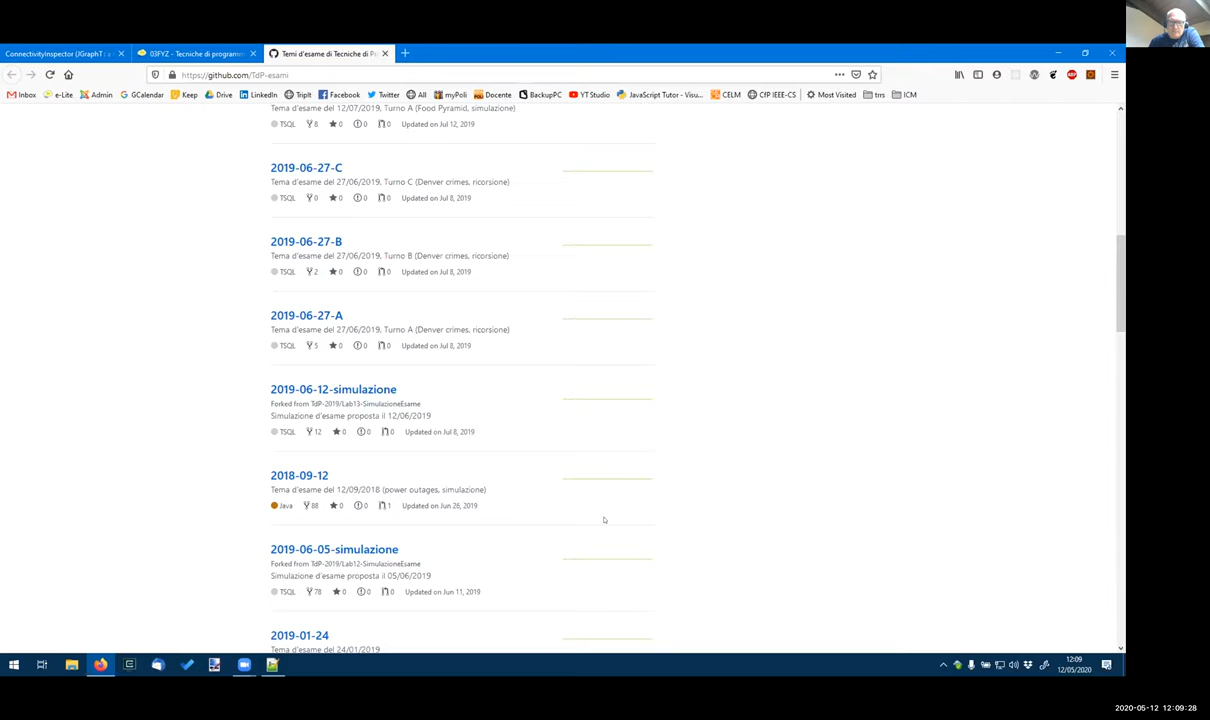 ConnectivityInspector (JGraphT : a
03FYZ - Tecniche di programm
Temi d'esame di Tecniche di Pr
https://github.com/TdP-esami
Inbox e-Lite Admin GCalendar Keep Drive LinkedIn TripIt Facebook Twitter All myPoli Docente BackupPC YT Studio JavaScript Tutor - Visu... CELM CfP IEEE-CS Most Visited trrs ICM
Tema d'esame del 12/07/2019, Turno A (Food Pyramid, simulazione)
TSQL 8 0 0 0 Updated on Jul 12, 2019
2019-06-27-C
Tema d'esame del 27/06/2019, Turno C (Denver crimes, ricorsione)
TSQL 0 0 0 0 Updated on Jul 8, 2019
2019-06-27-B
Tema d'esame del 27/06/2019, Turno B (Denver crimes, ricorsione)
TSQL 2 0 0 0 Updated on Jul 8, 2019
2019-06-27-A
Tema d'esame del 27/06/2019, Turno A (Denver crimes, ricorsione)
TSQL 5 0 0 0 Updated on Jul 8, 2019
2019-06-12-simulazione
Forked from TdP-2019/Lab13-SimulazioneEsame
Simulazione d'esame proposta il 12/06/2019
TSQL 12 0 0 0 Updated on Jul 8, 2019
2018-09-12
Tema d'esame del 12/09/2018 (power outages, simulazione)
Java 88 0 0 1 Updated on Jun 26, 2019
2019-06-05-simulazione
Forked from TdP-2019/Lab12-SimulazioneEsame
Simulazione d'esame proposta il 05/06/2019
TSQL 78 0 0 0 Updated on Jun 11, 2019
2019-01-24
Tema d'esame del 24/01/2019
12:09
12/05/2020
2020-05-12 12:09:28